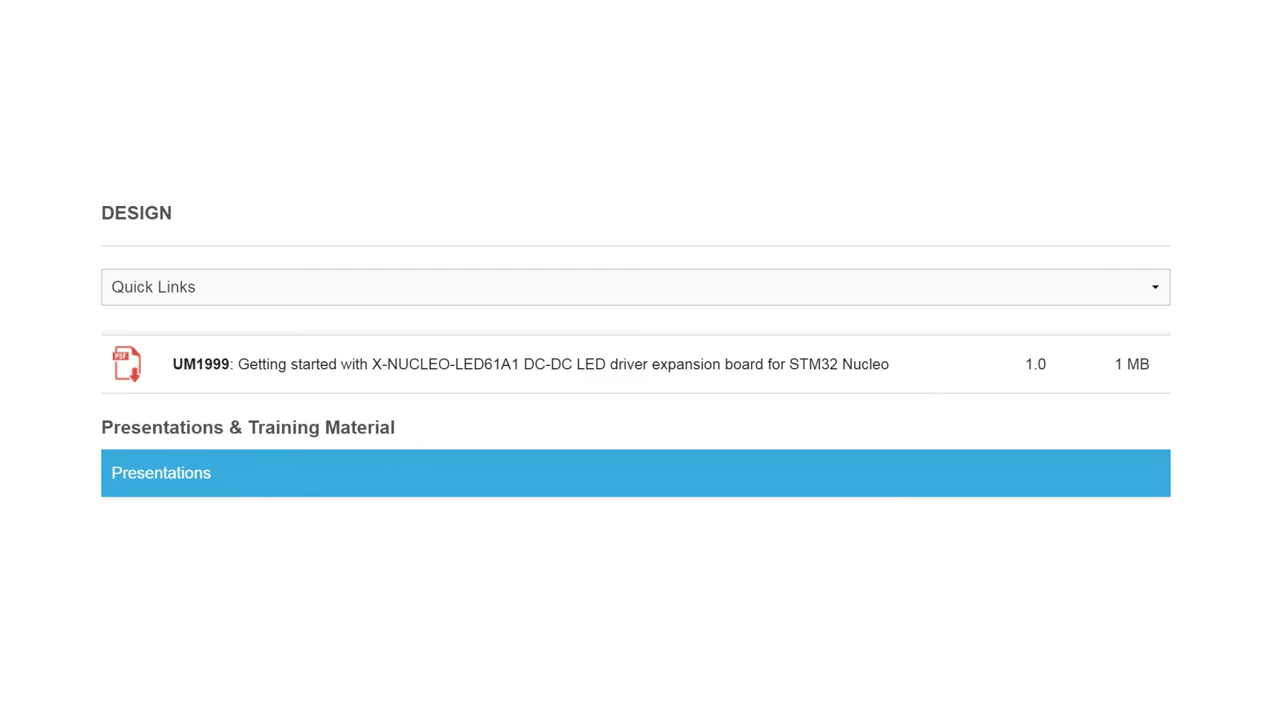 DESIGN
Quick Links
PDF
UM1999: Getting started with X-NUCLEO-LED61A1 DC-DC LED driver expansion board for STM32 Nucleo 1.0 1 MB
Presentations & Training Material
Presentations